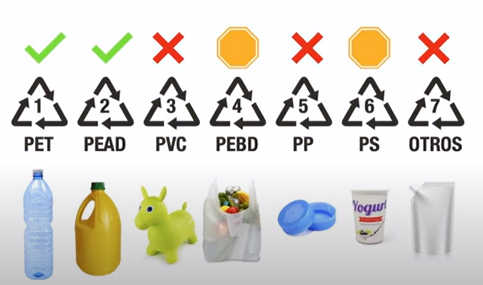 1 2 3 4 5 6 7
PET PEAD PVC PEBD PP PS OTROS
Yogurt